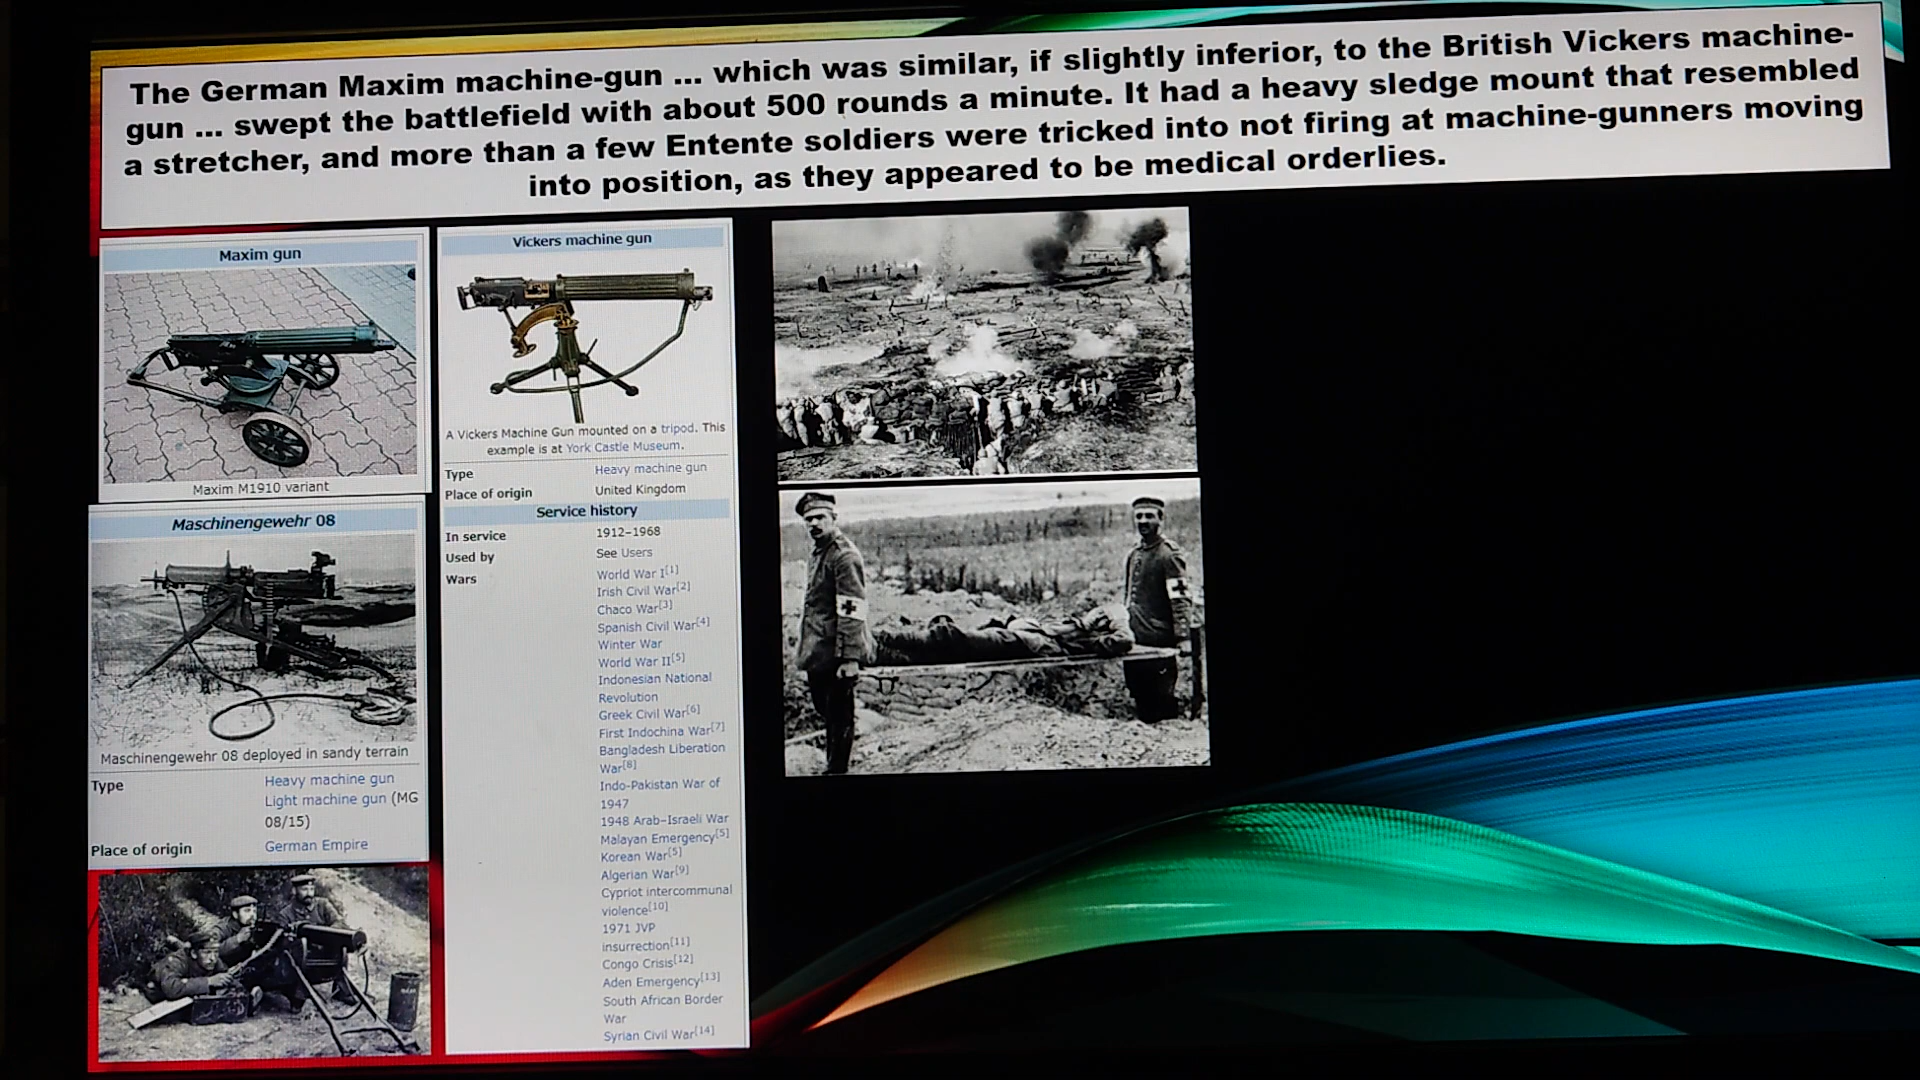 The German Maxim machine-gun ... which was similar, if slightly inferior, to the British Vickers machine-
gun ... swept the battlefield with about 500 rounds a minute. It had a heavy sledge mount that resembled
a stretcher, and more than a few Entente soldiers were tricked into not firing at machine-gunners moving
into position, as they appeared to be medical orderlies.
Maxim gun
Maxim M1910 variant
Maschinengewehr 08
Maschinengewehr 08 deployed in sandy terrain
Type Heavy machine gun
Light machine gun (MG
08/15)
Place of origin German Empire
Vickers machine gun
A Vickers Machine Gun mounted on a tripod. This
example is at York Castle Museum.
Type Heavy machine gun
Place of origin United Kingdom
Service history
In service 1912–1968
Used by See Users
Wars World War I[1]
Irish Civil War[2]
Chaco War[3]
Spanish Civil War[4]
Winter War
World War II[5]
Indonesian National
Revolution
Greek Civil War[6]
First Indochina War[7]
Bangladesh Liberation
War[8]
Indo-Pakistan War of
1947
1948 Arab–Israeli War
Malayan Emergency[5]
Korean War[5]
Algerian War[9]
Cypriot intercommunal
violence[10]
1971 JVP
insurrection[11]
Congo Crisis[12]
Aden Emergency[13]
South African Border
War
Syrian Civil War[14]